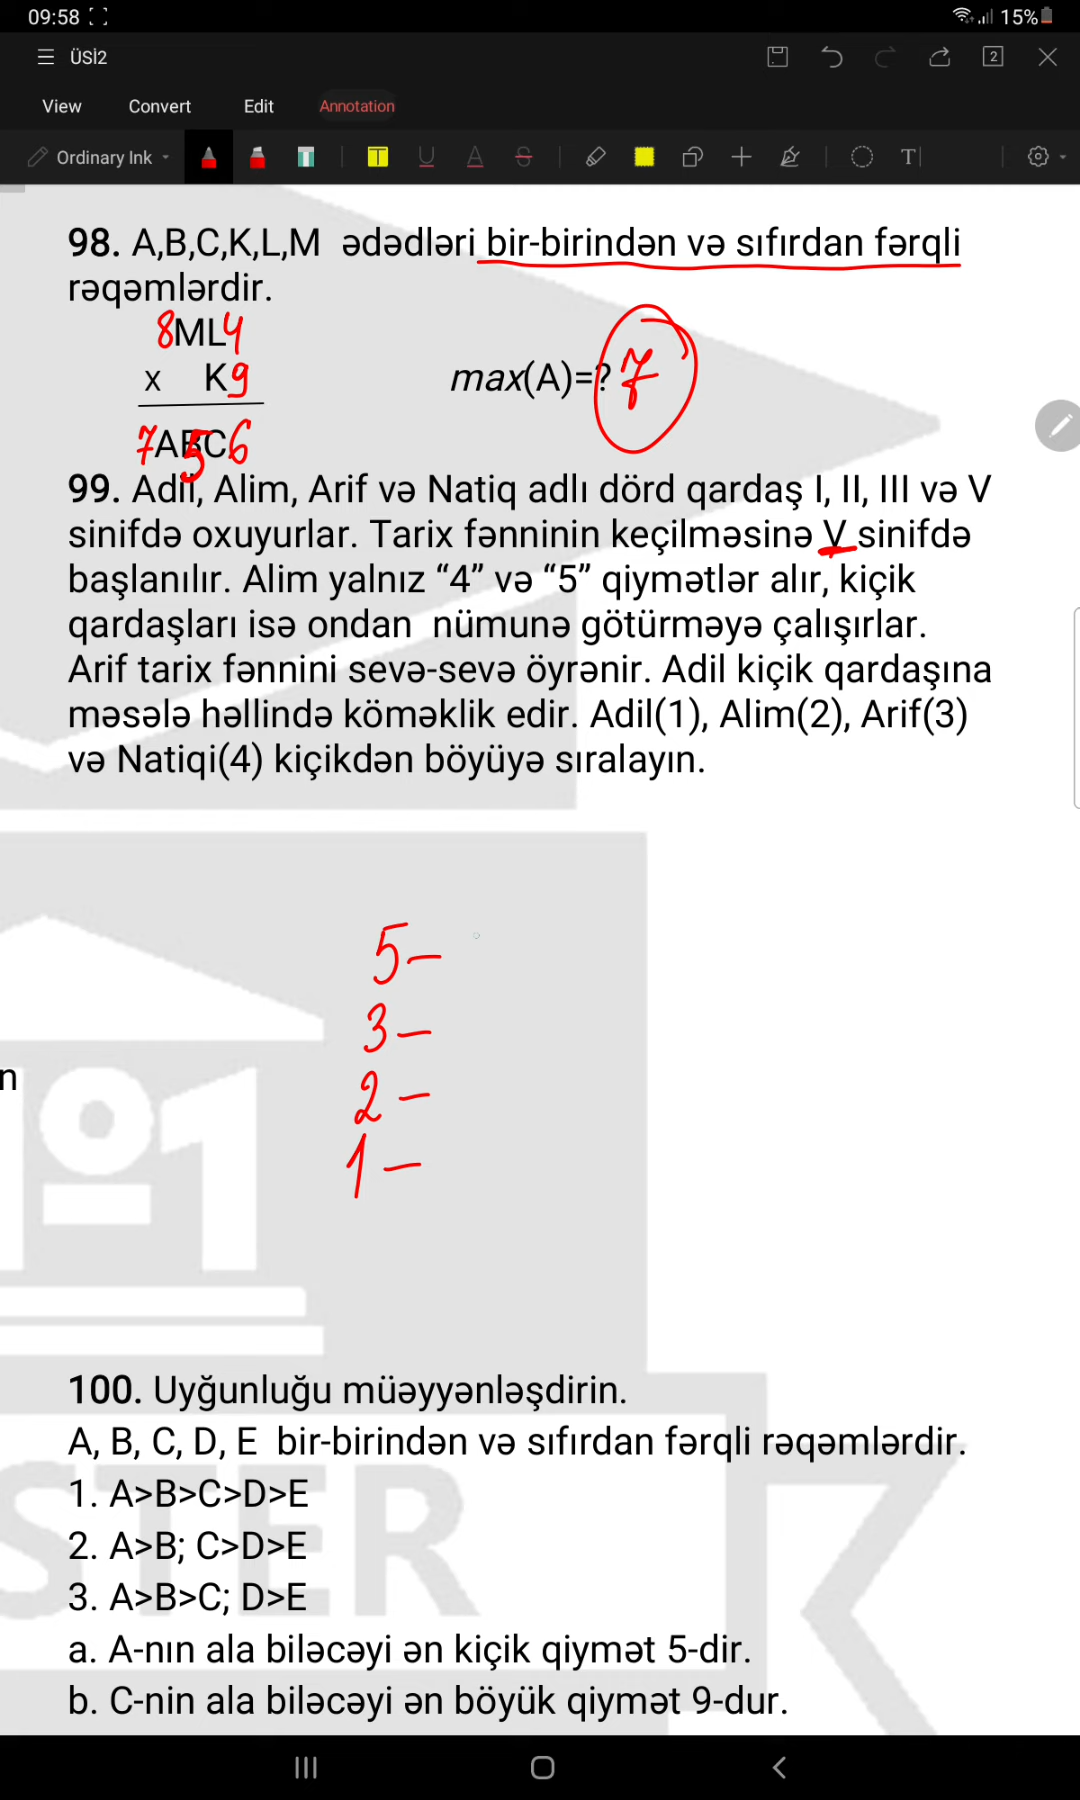 09:58
15%
ÜSİ2
2
View Convert Edit Annotation
Ordinary Ink T U A S T
98. A,B,C,K,L,M ədədləri bir-birindən və sıfırdan fərqli
rəqəmlərdir.
8ML4
x K9
max(A)=? 7
7ABC6
5
99. Adil, Alim, Arif və Natiq adlı dörd qardaş I, II, III və V
sinifdə oxuyurlar. Tarix fənninin keçilməsinə V sinifdə
başlanılır. Alim yalnız “4” və “5” qiymətlər alır, kiçik
qardaşları isə ondan nümunə götürməyə çalışırlar.
Arif tarix fənnini sevə-sevə öyrənir. Adil kiçik qardaşına
məsələ həllində köməklik edir. Adil(1), Alim(2), Arif(3)
və Natiqi(4) kiçikdən böyüyə sıralayın.
5-
3-
n
2-
1-
№1
100. Uyğunluğu müəyyənləşdirin.
A, B, C, D, E bir-birindən və sıfırdan fərqli rəqəmlərdir.
1. A>B>C>D>E
2. A>B; C>D>E
3. A>B>C; D>E
STER
a. A-nın ala biləcəyi ən kiçik qiymət 5-dir.
b. C-nin ala biləcəyi ən böyük qiymət 9-dur.